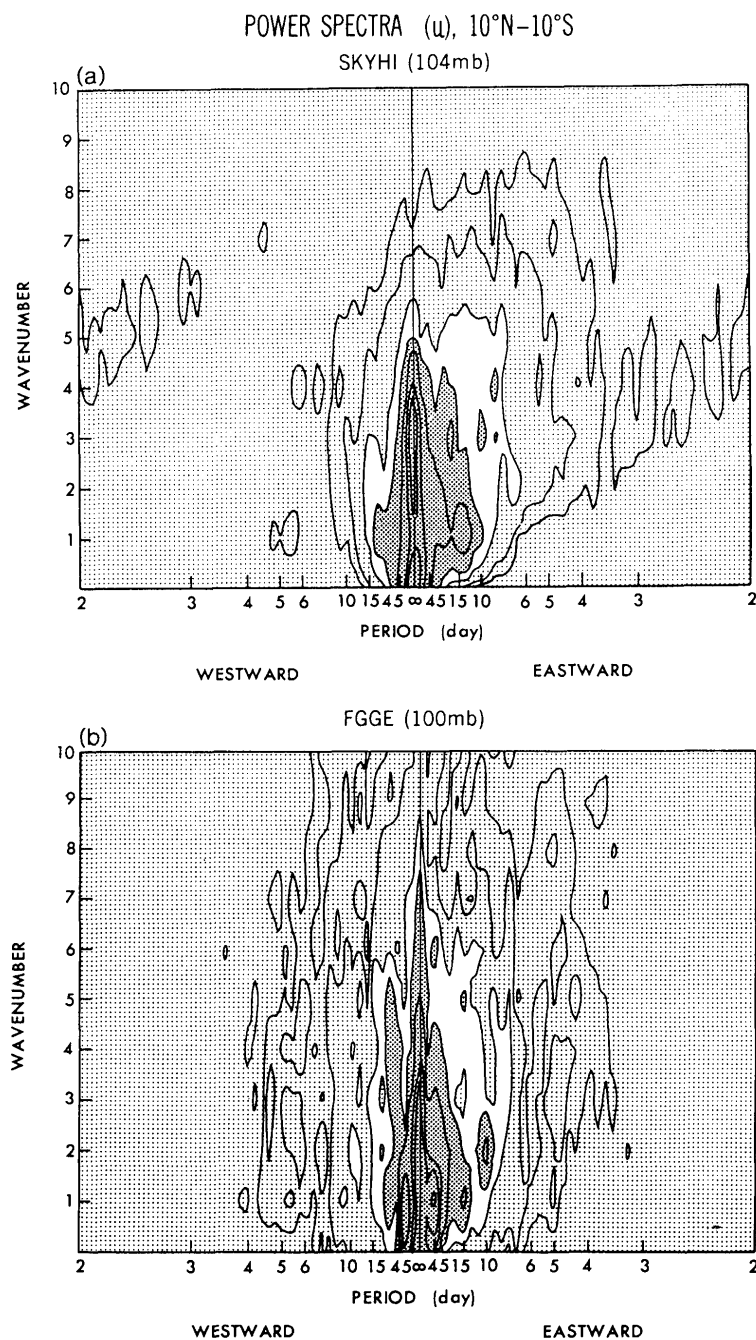 POWER SPECTRA (u), 10°N–10°S
SKYHI (104mb)
(a)
10
9
8
7
6
5
4
3
2
1
WAVENUMBER
2 3 4 5 6 10 15 45 ∞ 45 15 10 6 5 4 3 2
PERIOD (day)
WESTWARD EASTWARD
FGGE (100mb)
(b)
10
9
8
7
6
5
4
3
2
1
WAVENUMBER
2 3 4 5 6 10 15 45 ∞ 45 15 10 6 5 4 3 2
PERIOD (day)
WESTWARD EASTWARD